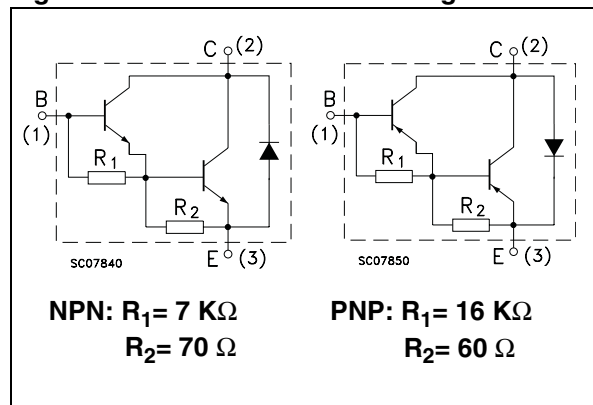 C (2)
B
(1)
R1
R2
E (3)
SC07840
C (2)
B
(1)
R1
R2
E (3)
SC07850
NPN: R1= 7 KΩ
R2= 70 Ω
PNP: R1= 16 KΩ
R2= 60 Ω